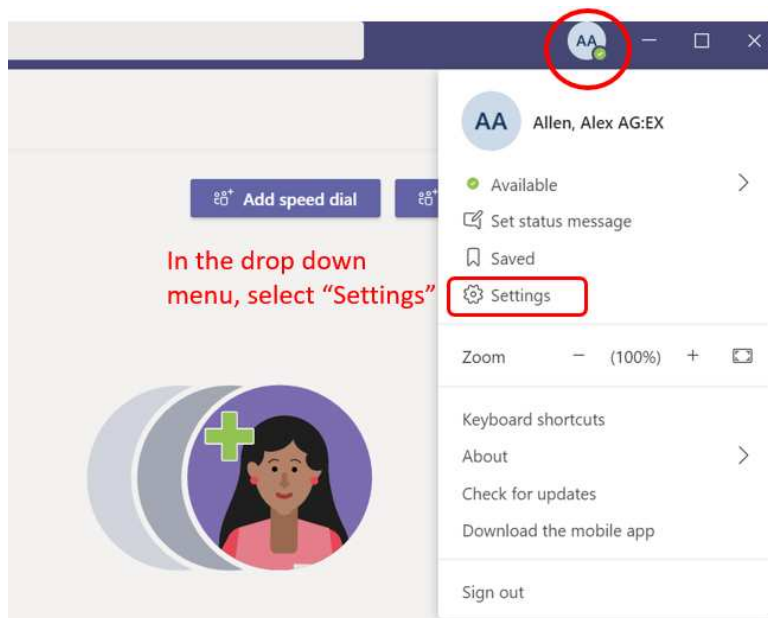 AA
AA
Allen, Alex AG:EX
Available
Add speed dial
Set status message
In the drop down
menu, select “Settings”
Saved
Settings
Zoom − (100%) +
Keyboard shortcuts
About
Check for updates
Download the mobile app
Sign out